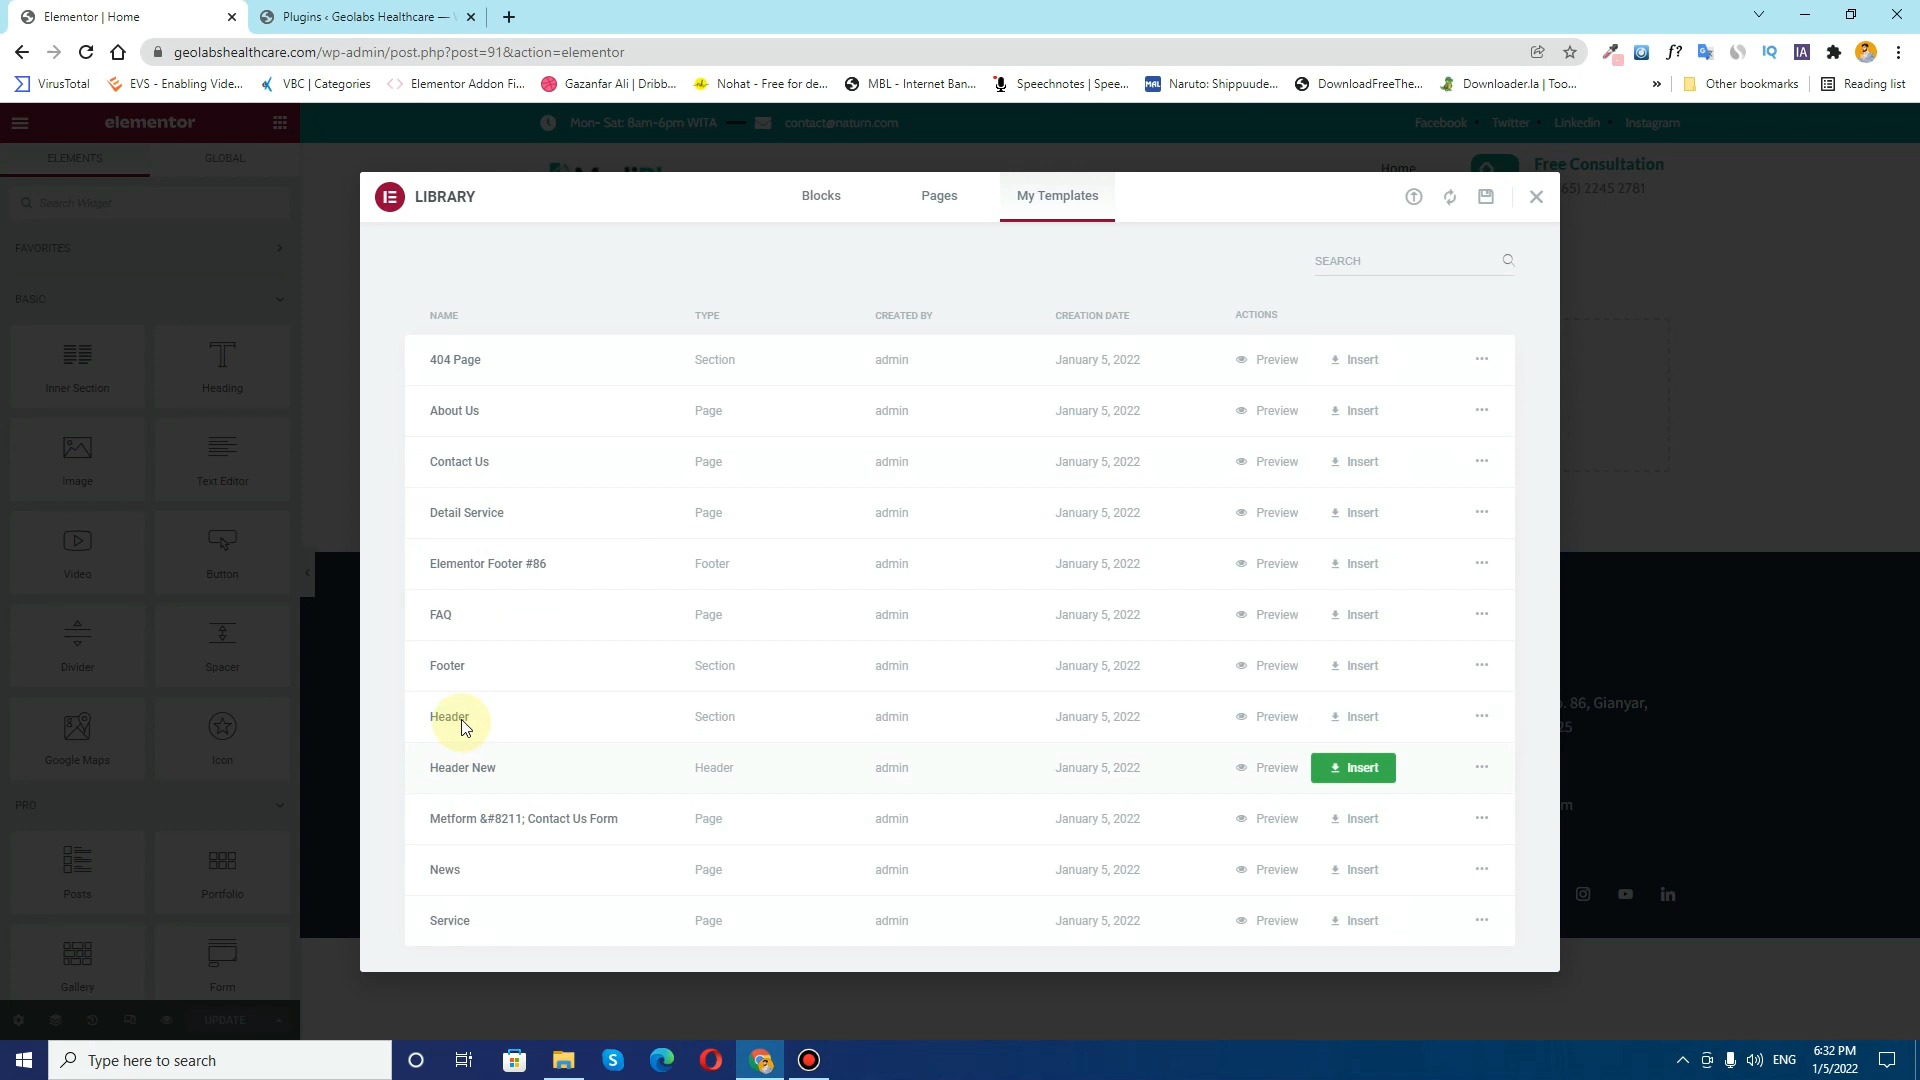 Elementor | Home
Plugins ‹ Geolabs Healthcare —
geolabshealthcare.com/wp-admin/post.php?post=91&action=elementor
VirusTotal
EVS - Enabling Vide...
VBC | Categories
Elementor Addon Fi...
Gazanfar Ali | Dribb...
Nohat - Free for de...
MBL - Internet Ban...
Speechnotes | Spee...
Naruto: Shippuude...
DownloadFreeThe...
Downloader.la | Too...
»
Other bookmarks
Reading list
elementor
Mon- Sat: 8am-6pm WITA
contact@naturn.com
Facebook
Twitter
Linkedin
Instagram
ELEMENTS
GLOBAL
Search Widget
FAVORITES
BASIC
Inner Section
Heading
Image
Text Editor
Video
Button
Divider
Spacer
Google Maps
Icon
PRO
Posts
Portfolio
Gallery
Form
UPDATE
Home
Free Consultation
65) 2245 2781
LIBRARY
Blocks
Pages
My Templates
SEARCH
NAME TYPE CREATED BY CREATION DATE ACTIONS
404 Page Section admin January 5, 2022 Preview Insert
About Us Page admin January 5, 2022 Preview Insert
Contact Us Page admin January 5, 2022 Preview Insert
Detail Service Page admin January 5, 2022 Preview Insert
Elementor Footer #86 Footer admin January 5, 2022 Preview Insert
FAQ Page admin January 5, 2022 Preview Insert
Footer Section admin January 5, 2022 Preview Insert
Header Section admin January 5, 2022 Preview Insert
Header New Header admin January 5, 2022 Preview Insert
Metform &#8211; Contact Us Form Page admin January 5, 2022 Preview Insert
News Page admin January 5, 2022 Preview Insert
Service Page admin January 5, 2022 Preview Insert
. 86, Gianyar,
25
m
Type here to search
ENG
6:32 PM
1/5/2022